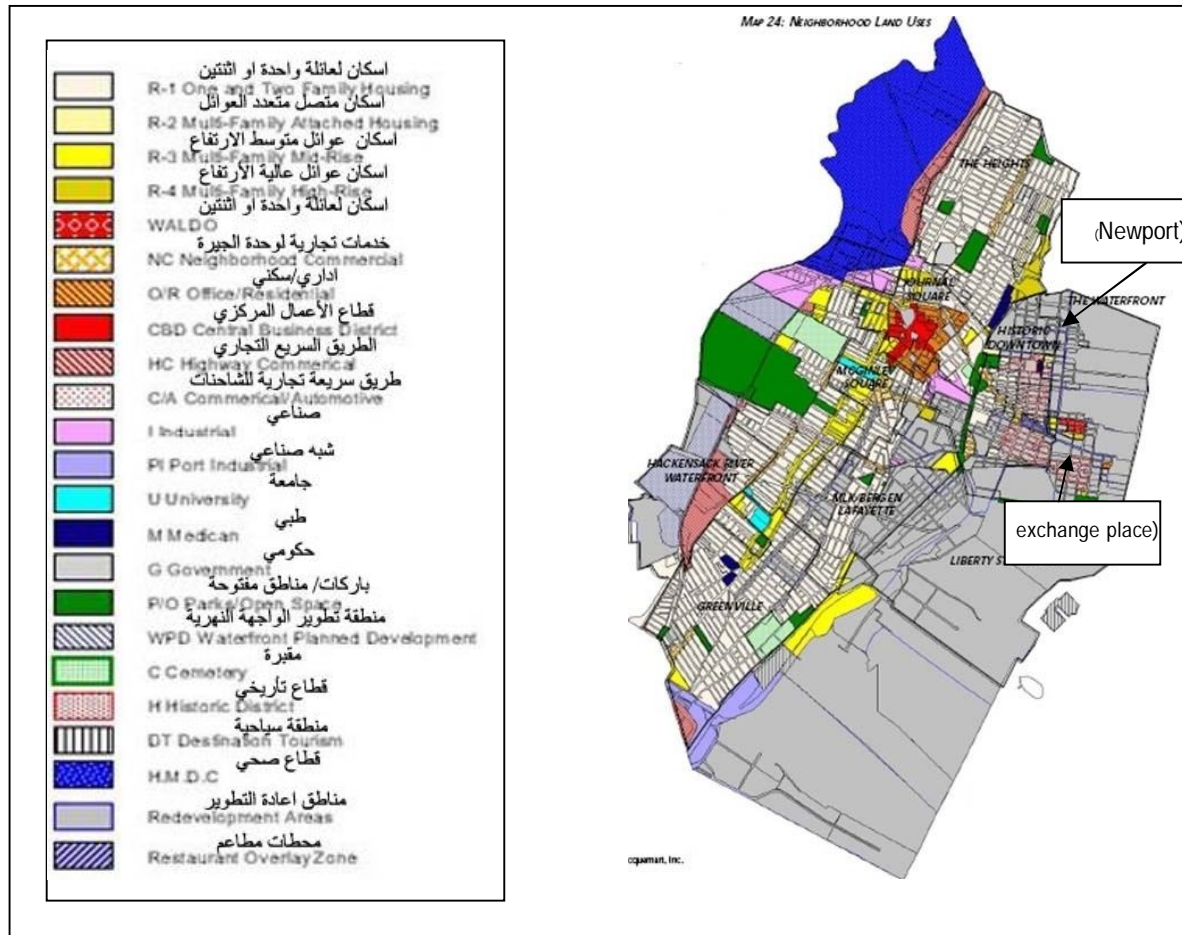 اسكان لعائلة واحدة او اثنتين
R-1 One and Two Family Housing
اسكان متصل متعدد العوائل
R-2 Multi-Family Attached Housing
اسكان عوائل متوسط الارتفاع
R-3 Multi-Family Mid-Rise
اسكان عوائل عالية الأرتفاع
R-4 Multi-Family High-Rise
اسكان لعائلة واحدة او اثنتين
WALDO
خدمات تجارية لوحدة الجيرة
NC Neighborhood Commercial
اداري/سكني
O/R Office/Residential
قطاع الأعمال المركزي
CBD Central Business District
الطريق السريع التجاري
HC Highway Commerical
طريق سريعة تجارية للشاحنات
C/A Commerical/Automotive
صناعي
I Industrial
شبه صناعي
PI Port Industrial
جامعة
U University
طبي
M Medican
حكومي
G Government
باركات/ مناطق مفتوحة
P/O Parks/Open Space
منطقة تطوير الواجهة النهرية
WPD Waterfront Planned Development
مقبرة
C Cemetery
قطاع تأريخي
H Historic District
منطقة سياحية
DT Destination Tourism
قطاع صحي
H.M.D.C
مناطق اعادة التطوير
Redevelopment Areas
محطات مطاعم
Restaurant Overlay Zone
MAP 24: NEIGHBORHOOD LAND USES
THE HEIGHTS
(Newport)
JOURNAL
SQUARE
THE WATERFRONT
HISTORIC
DOWNTOWN
MCGINLEY
SQUARE
HACKENSACK RIVER
WATERFRONT
MLK/BERGEN
LAFAYETTE
exchange place)
LIBERTY
GREENVILLE
cquemart, Inc.